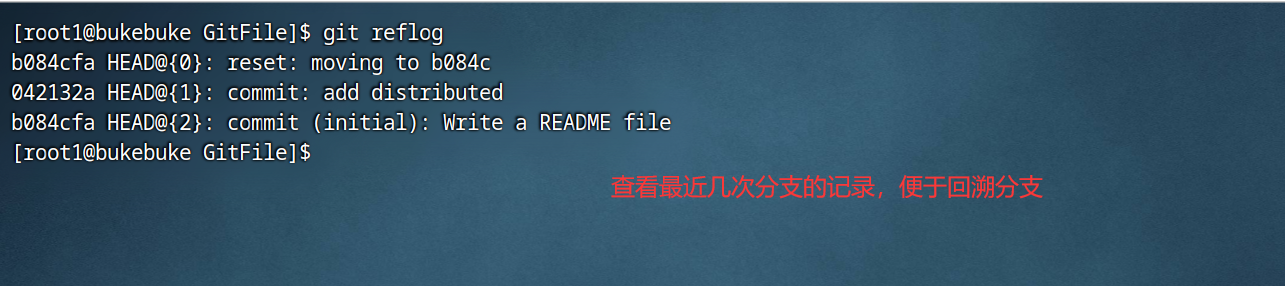 [root1@bukebuke GitFile]$ git reflog
b084cfa HEAD@{0}: reset: moving to b084c
042132a HEAD@{1}: commit: add distributed
b084cfa HEAD@{2}: commit (initial): Write a README file
[root1@bukebuke GitFile]$
查看最近几次分支的记录，便于回溯分支